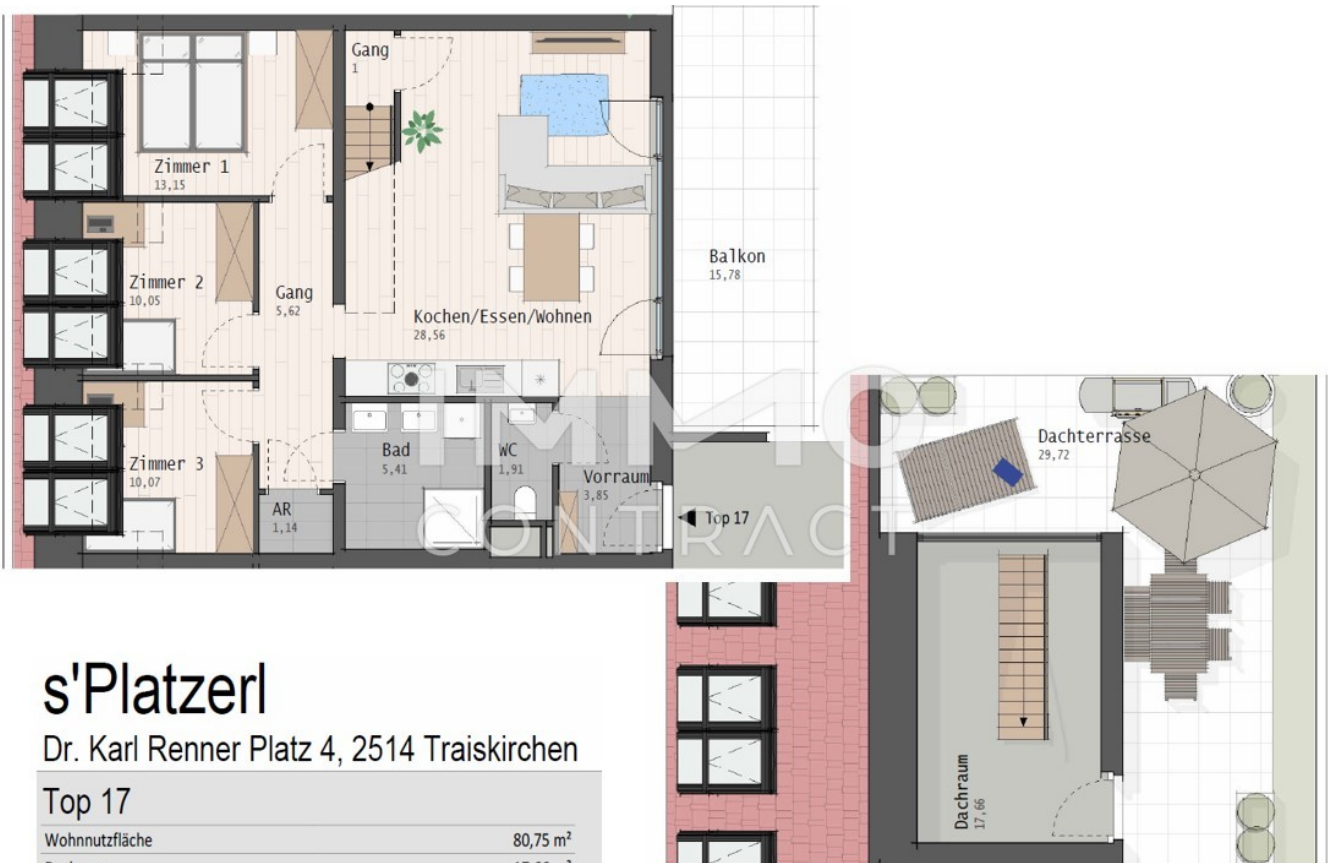 Gang
1
Zimmer 1
13,15
Zimmer 2
10,05
Gang
5,62
Kochen/Essen/Wohnen
28,56
Balkon
15,78
Zimmer 3
10,07
AR
1,14
Bad
5,41
WC
1,91
Vorraum
3,85
Top 17
IMMO
CONTRACT
Dachterrasse
29,72
Dachraum
17,66
s'Platzerl
Dr. Karl Renner Platz 4, 2514 Traiskirchen
Top 17
Wohnnutzfläche 80,75 m²